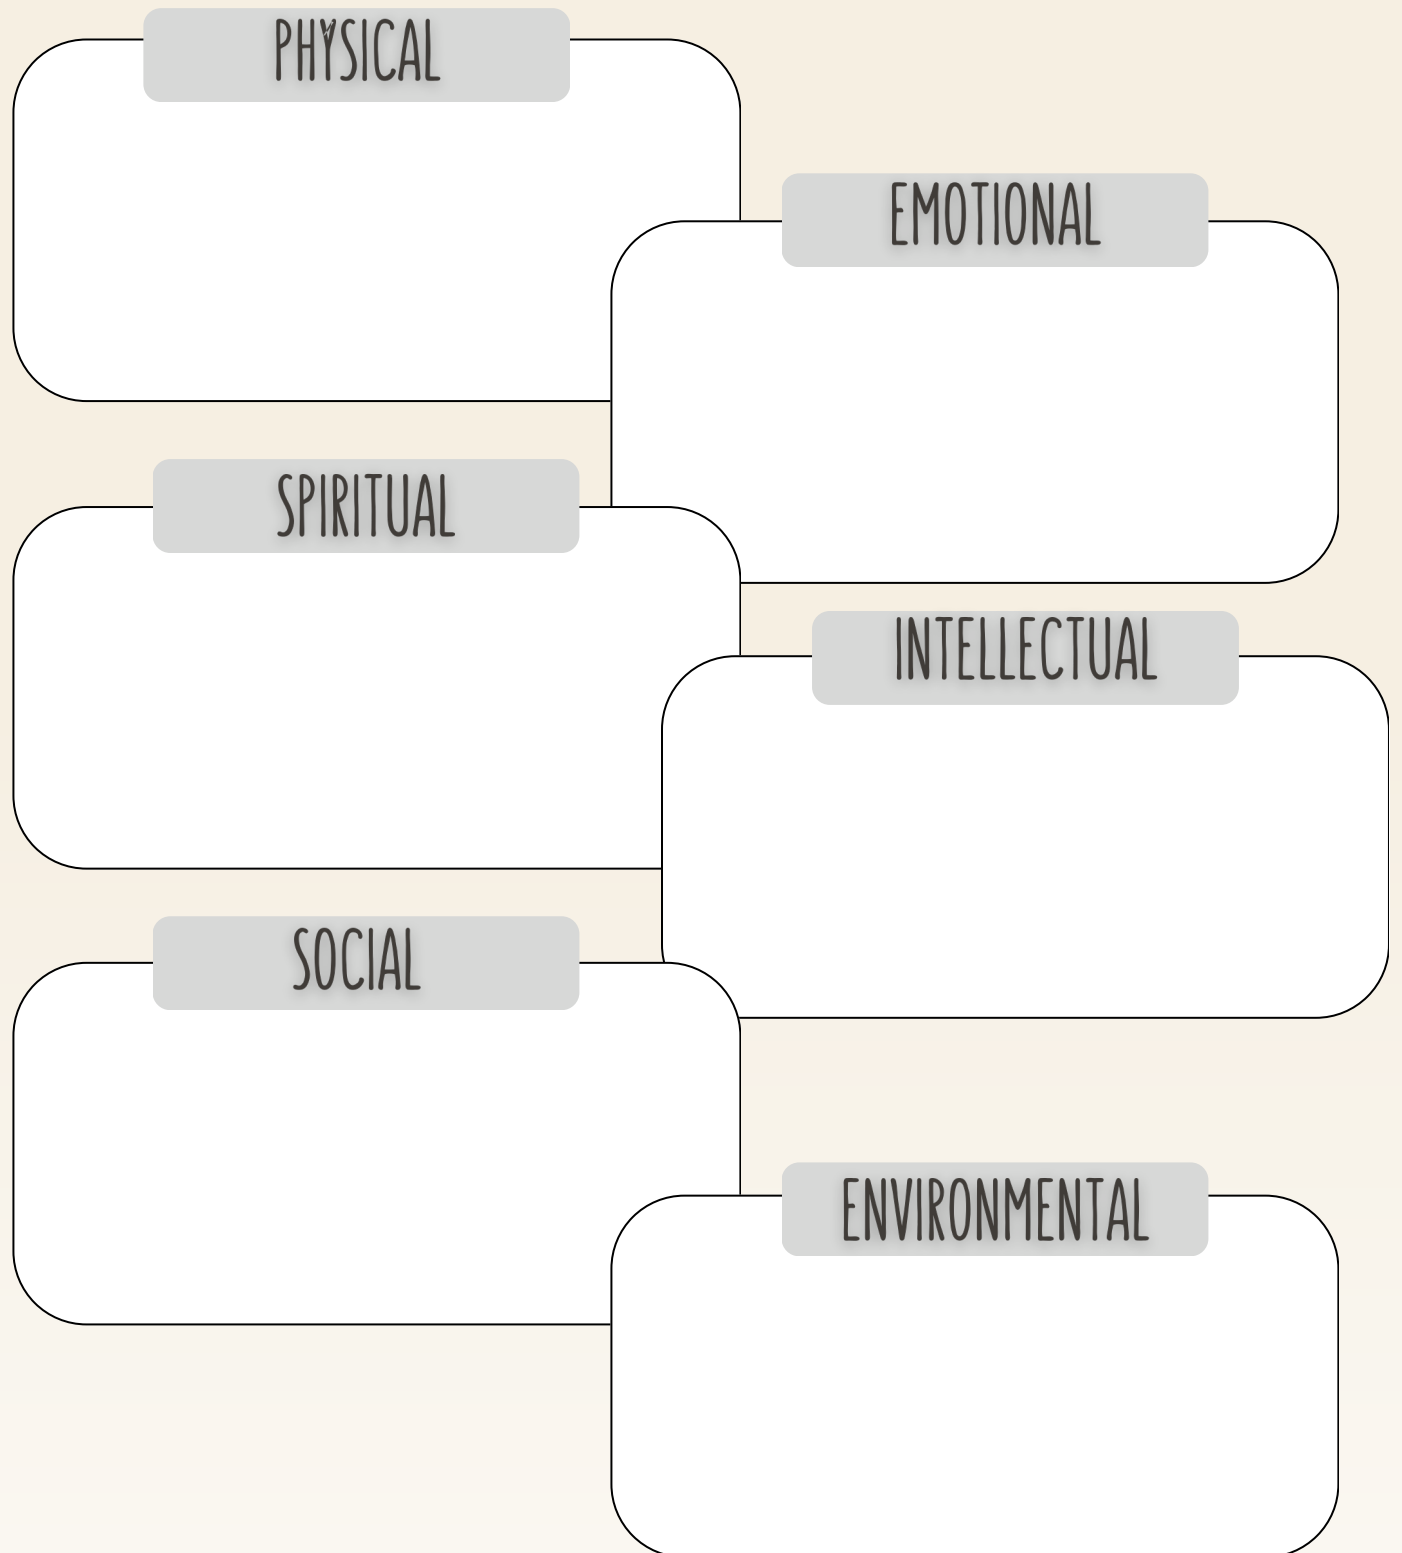 PHYSICAL
EMOTIONAL
SPIRITUAL
INTELLECTUAL
SOCIAL
ENVIRONMENTAL